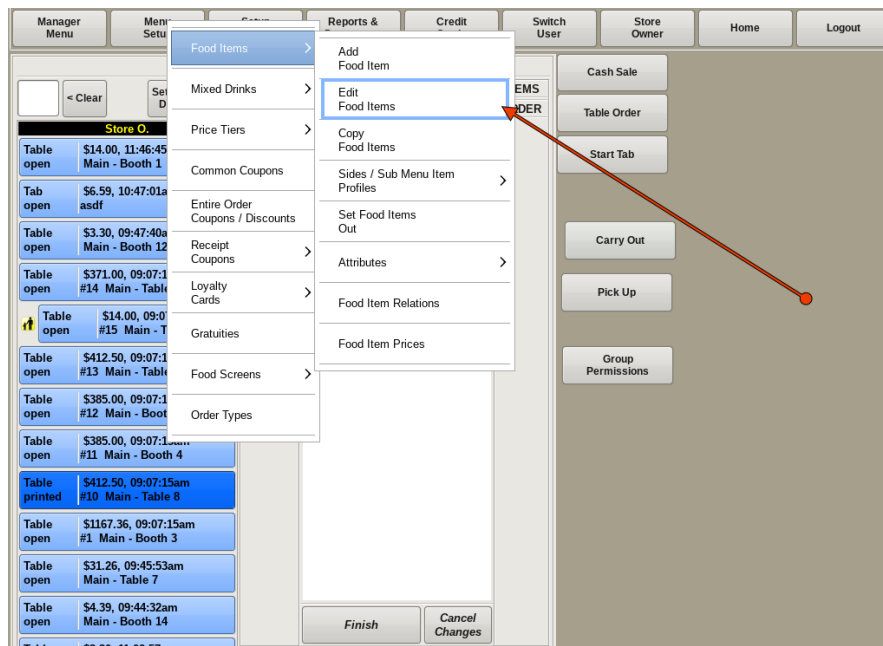 Manager
Menu
Menu
Setu
Setup
Reports &
Credit
Switch
User
Store
Owner
Home
Logout
< Clear
Set
D
EMS
DER
Store O.
Table
open
$14.00, 11:46:45
Main - Booth 1
Tab
open
$6.59, 10:47:01a
asdf
Table
open
$3.30, 09:47:40a
Main - Booth 12
Table
open
$371.00, 09:07:1
#14 Main - Table
Table
open
$14.00, 09:07
#15 Main - T
Table
open
$412.50, 09:07:1
#13 Main - Table
Table
open
$385.00, 09:07:1
#12 Main - Boot
Table
open
$385.00, 09:07:15am
#11 Main - Booth 4
Table
printed
$412.50, 09:07:15am
#10 Main - Table 8
Table
open
$1167.36, 09:07:15am
#1 Main - Booth 3
Table
open
$31.26, 09:45:53am
Main - Table 7
Table
open
$4.39, 09:44:32am
Main - Booth 14
Food Items
Mixed Drinks
Price Tiers
Common Coupons
Entire Order
Coupons / Discounts
Receipt
Coupons
Loyalty
Cards
Gratuities
Food Screens
Order Types
Add
Food Item
Edit
Food Items
Copy
Food Items
Sides / Sub Menu Item
Profiles
Set Food Items
Out
Attributes
Food Item Relations
Food Item Prices
Finish
Cancel
Changes
Cash Sale
Table Order
Start Tab
Carry Out
Pick Up
Group
Permissions